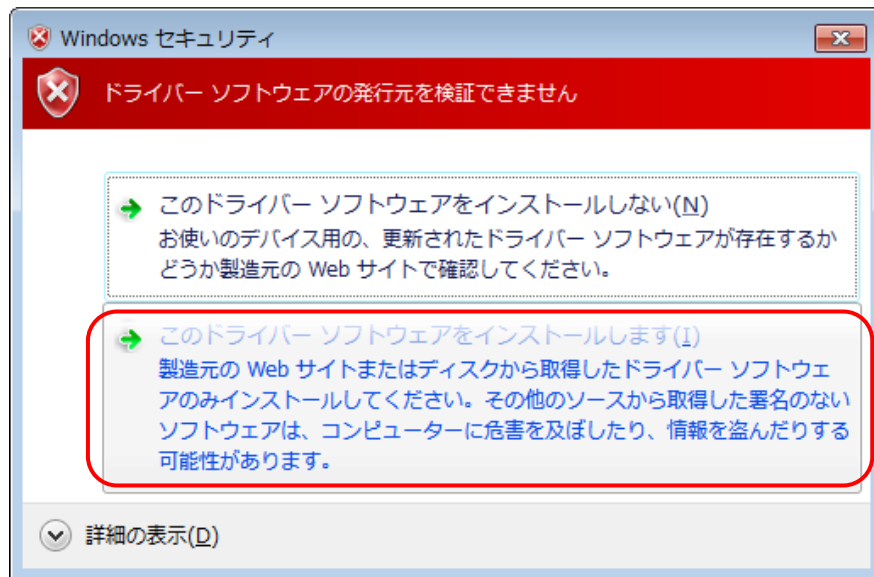 Windows セキュリティ
ドライバー ソフトウェアの発行元を検証できません
このドライバー ソフトウェアをインストールしない(N)
お使いのデバイス用の、更新されたドライバー ソフトウェアが存在するか
どうか製造元の Web サイトで確認してください。
このドライバー ソフトウェアをインストールします(I)
製造元の Web サイトまたはディスクから取得したドライバー ソフトウェ
アのみインストールしてください。その他のソースから取得した署名のない
ソフトウェアは、コンピューターに危害を及ぼしたり、情報を盗んだりする
可能性があります。
詳細の表示(D)